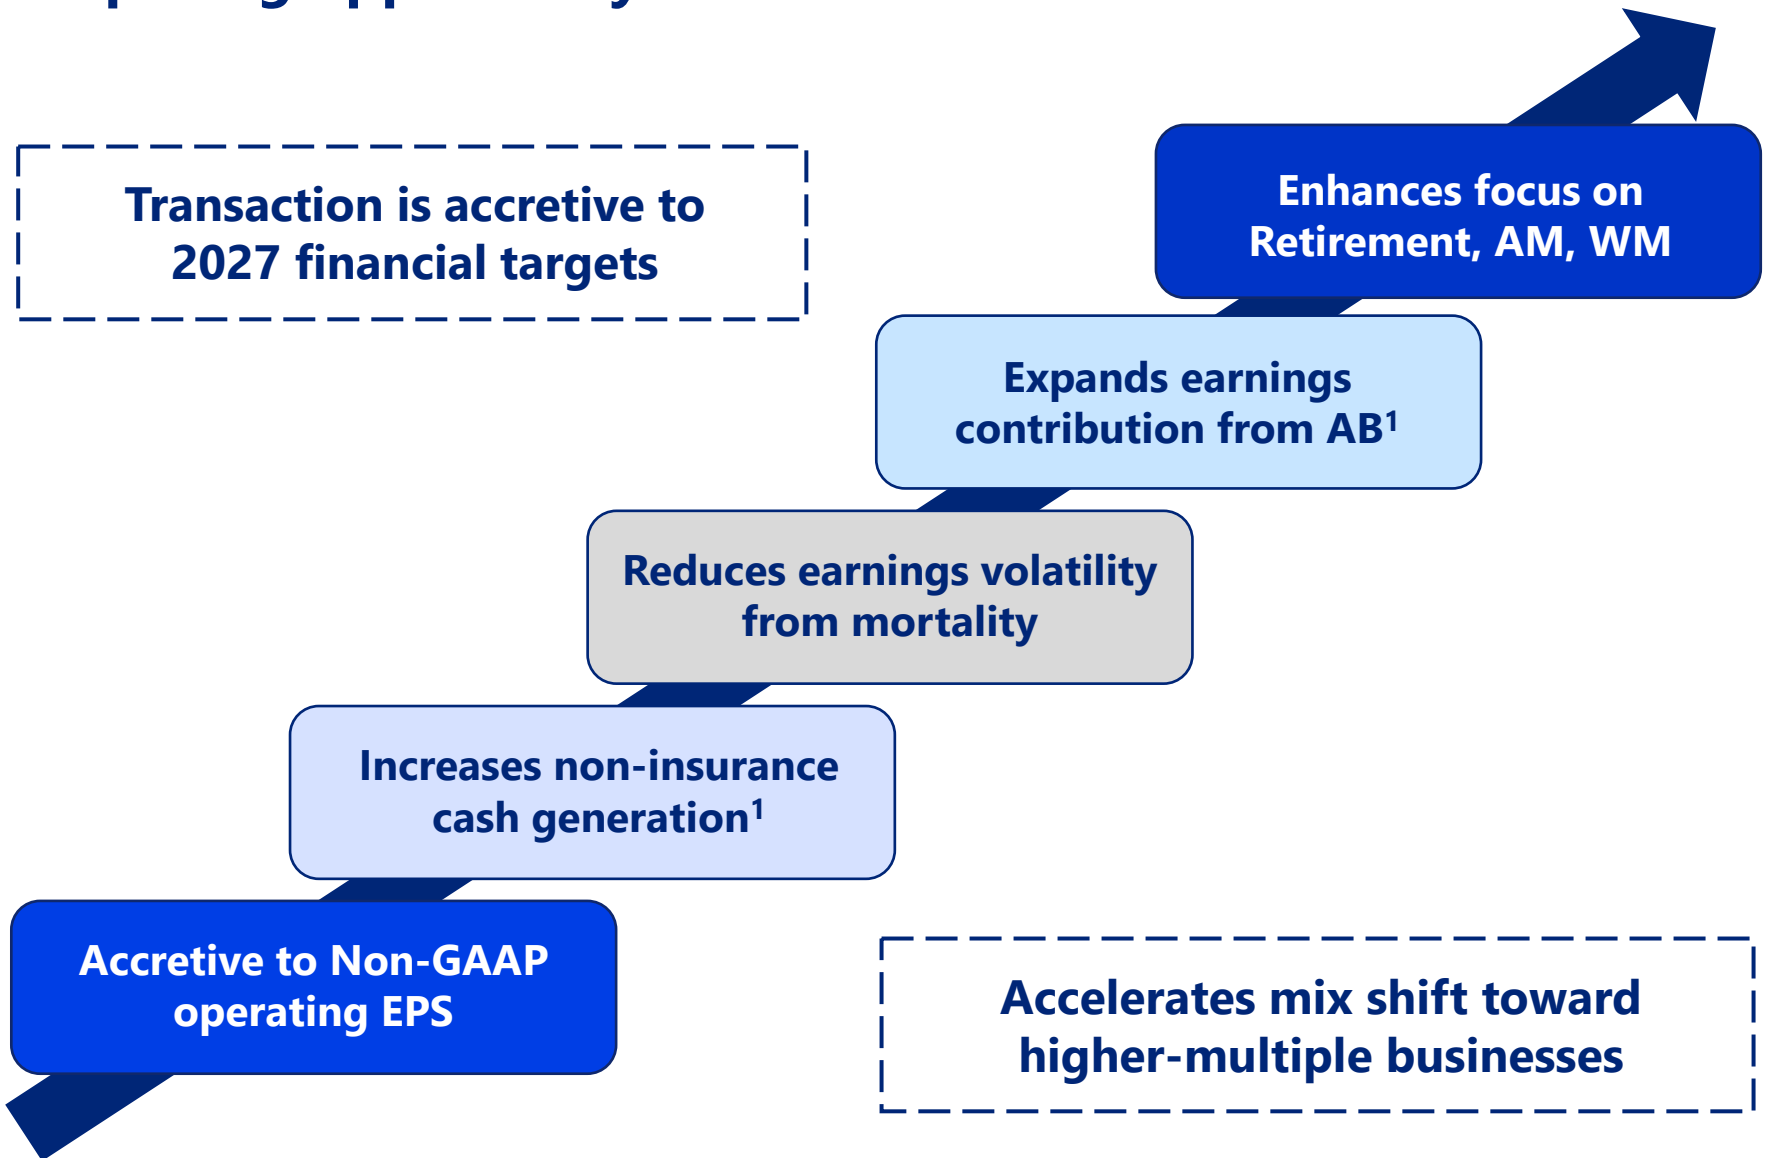 Transaction is accretive to
2027 financial targets
Enhances focus on
Retirement, AM, WM
Expands earnings
contribution from AB¹
Reduces earnings volatility
from mortality
Increases non-insurance
cash generation¹
Accretive to Non-GAAP
operating EPS
Accelerates mix shift toward
higher-multiple businesses